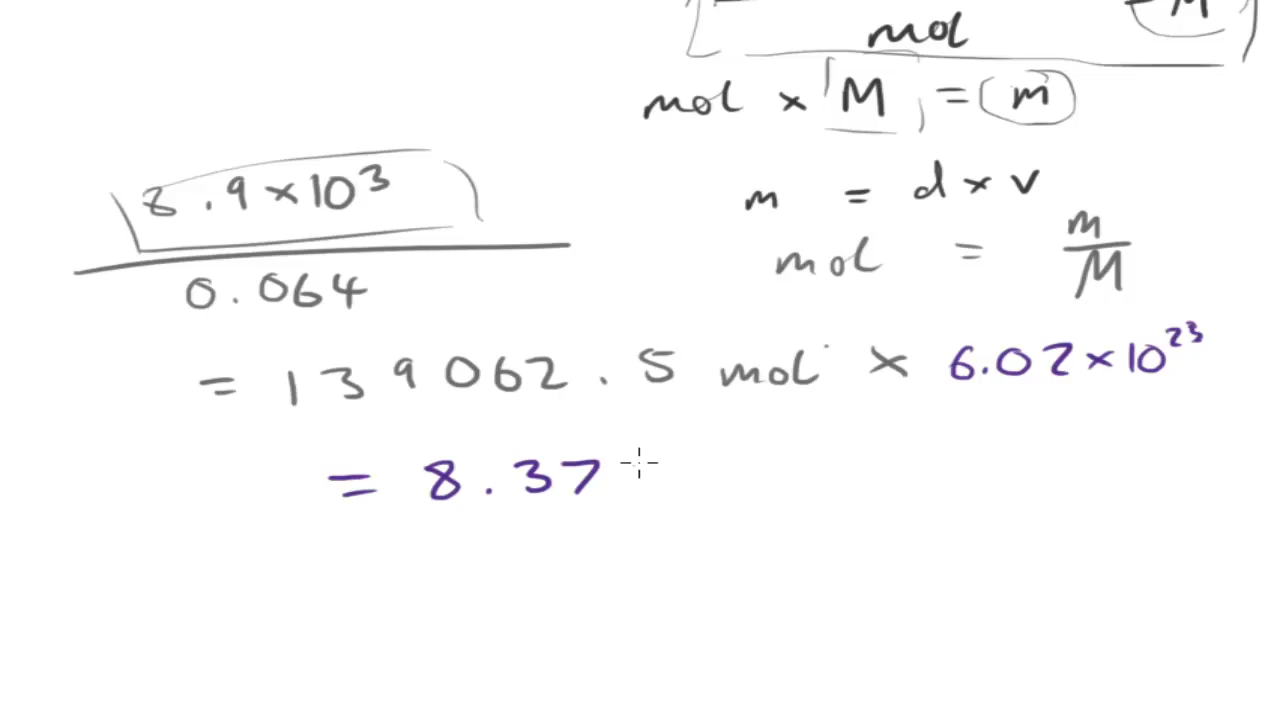 M
mol
mol × M = m
8.9×10³
m = d × v
m
0.064
mol =
M
= 139062.5 mol × 6.02×10²³
= 8.37